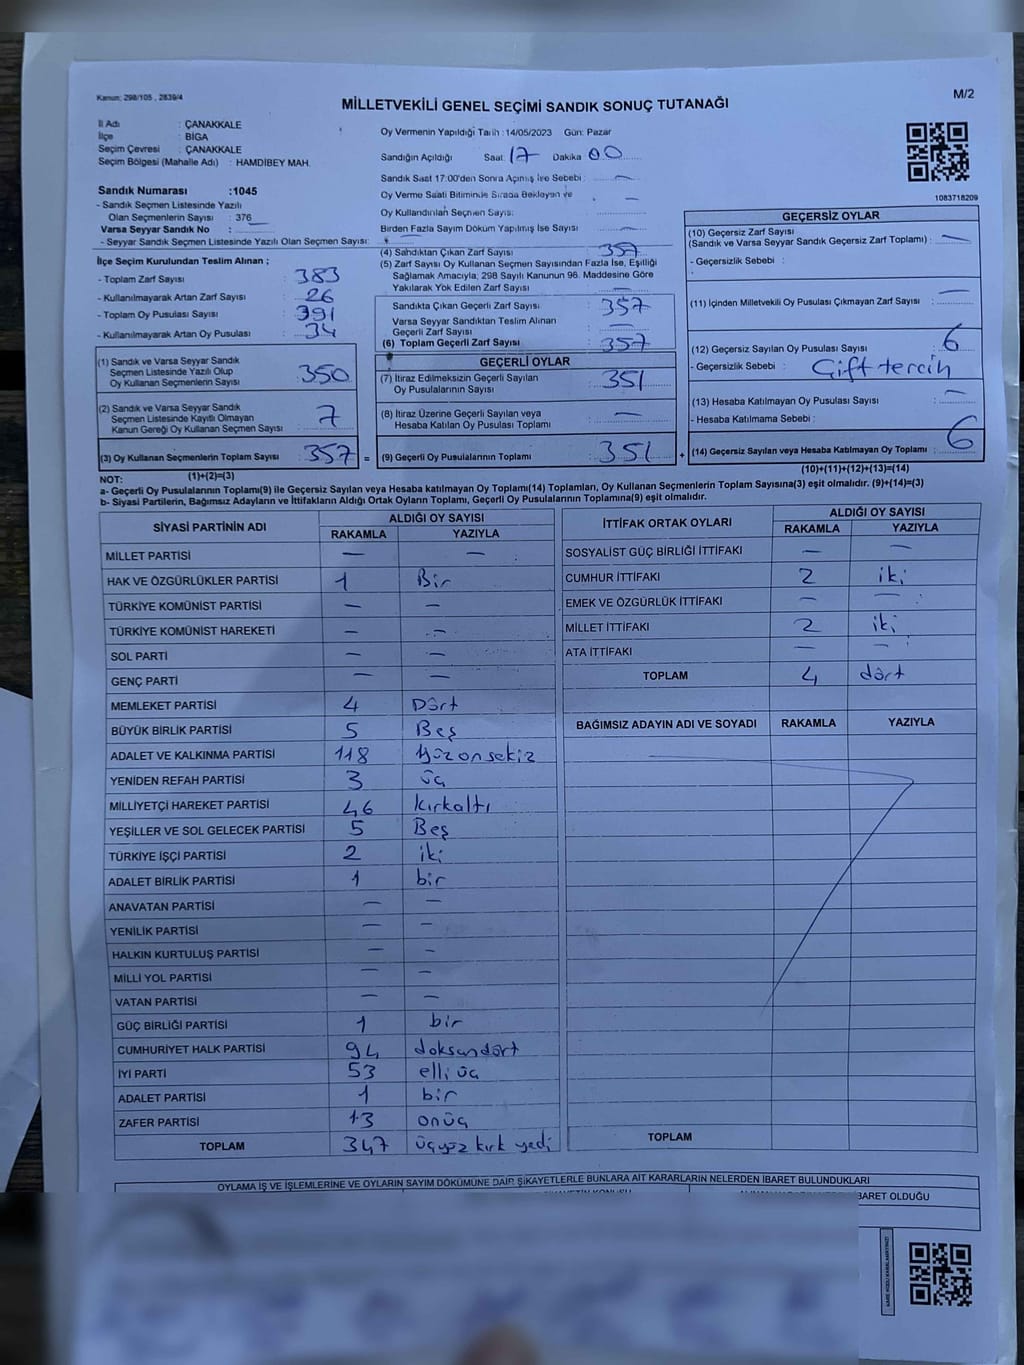 Kanun: 298/105 , 2839/4
M/2
MİLLETVEKİLİ GENEL SEÇİMİ SANDIK SONUÇ TUTANAĞI
İl Adı : ÇANAKKALE
İlçe : BİGA
Seçim Çevresi : ÇANAKKALE
Seçim Bölgesi (Mahalle Adı) : HAMDİBEY MAH.
Oy Vermenin Yapıldığı Tarih : 14/05/2023 Gün: Pazar
Sandığın Açıldığı Saat: 17 Dakika 00
Sandık Saat 17:00'den Sonra Açılmış İse Sebebi : —
Oy Verme Saati Bitiminde Sırada Bekleyen ve
Oy Kullandırılan Seçmen Sayısı: —
Birden Fazla Sayım Döküm Yapılmış İse Sayısı —
1083718209
Sandık Numarası :1045
- Sandık Seçmen Listesinde Yazılı
Olan Seçmenlerin Sayısı : 376
Varsa Seyyar Sandık No : —
- Seyyar Sandık Seçmen Listesinde Yazılı Olan Seçmen Sayısı: —
İlçe Seçim Kurulundan Teslim Alınan ;
- Toplam Zarf Sayısı : 383
- Kullanılmayarak Artan Zarf Sayısı : 26
- Toplam Oy Pusulası Sayısı : 391
- Kullanılmayarak Artan Oy Pusulası : 34
(1) Sandık ve Varsa Seyyar Sandık
Seçmen Listesinde Yazılı Olup
Oy Kullanan Seçmenlerin Sayısı : 350
(2) Sandık ve Varsa Seyyar Sandık
Seçmen Listesinde Kayıtlı Olmayan
Kanun Gereği Oy Kullanan Seçmen Sayısı : 7
(3) Oy Kullanan Seçmenlerin Toplam Sayısı : 357 =
(1)+(2)=(3)
(4) Sandıktan Çıkan Zarf Sayısı : 357
(5) Zarf Sayısı Oy Kullanan Seçmen Sayısından Fazla İse, Eşitliği
Sağlamak Amacıyla; 298 Sayılı Kanunun 98. Maddesine Göre
Yakılarak Yok Edilen Zarf Sayısı : —
Sandıkta Çıkan Geçerli Zarf Sayısı : 357
Varsa Seyyar Sandıktan Teslim Alınan
Geçerli Zarf Sayısı : —
(6) Toplam Geçerli Zarf Sayısı : 357
GEÇERLİ OYLAR
(7) İtiraz Edilmeksizin Geçerli Sayılan
Oy Pusulalarının Sayısı : 351
(8) İtiraz Üzerine Geçerli Sayılan veya
Hesaba Katılan Oy Pusulası Toplamı : —
(9) Geçerli Oy Pusulalarının Toplamı : 351 +
GEÇERSİZ OYLAR
(10) Geçersiz Zarf Sayısı
(Sandık ve Varsa Seyyar Sandık Geçersiz Zarf Toplamı) : —
- Geçersizlik Sebebi :
(11) İçinden Milletvekili Oy Pusulası Çıkmayan Zarf Sayısı : —
(12) Geçersiz Sayılan Oy Pusulası Sayısı : 6
- Geçersizlik Sebebi : Çift tercih
(13) Hesaba Katılmayan Oy Pusulası Sayısı : —
- Hesaba Katılmama Sebebi :
(14) Geçersiz Sayılan veya Hesaba Katılmayan Oy Toplamı : 6
(10)+(11)+(12)+(13)=(14)
NOT:
a- Geçerli Oy Pusulalarının Toplamı(9) ile Geçersiz Sayılan veya Hesaba Katılmayan Oy Toplamı(14) Toplamları, Oy Kullanan Seçmenlerin Toplam Sayısına(3) eşit olmalıdır. (9)+(14)=(3)
b- Siyasi Partilerin, Bağımsız Adayların ve İttifakların Aldığı Ortak Oyların Toplamı, Geçerli Oy Pusulalarının Toplamına(9) eşit olmalıdır.
SİYASİ PARTİNİN ADI ALDIĞI OY SAYISI
RAKAMLA YAZIYLA
MİLLET PARTİSİ — —
HAK VE ÖZGÜRLÜKLER PARTİSİ 1 Bir
TÜRKİYE KOMÜNİST PARTİSİ — —
TÜRKİYE KOMÜNİST HAREKETİ — —
SOL PARTİ — —
GENÇ PARTİ — —
MEMLEKET PARTİSİ 4 Dört
BÜYÜK BİRLİK PARTİSİ 5 Beş
ADALET VE KALKINMA PARTİSİ 118 Yüzonsekiz
YENİDEN REFAH PARTİSİ 3 üç
MİLLİYETÇİ HAREKET PARTİSİ 46 kırkaltı
YEŞİLLER VE SOL GELECEK PARTİSİ 5 Beş
TÜRKİYE İŞÇİ PARTİSİ 2 iki
ADALET BİRLİK PARTİSİ 1 bir
ANAVATAN PARTİSİ — —
YENİLİK PARTİSİ — —
HALKIN KURTULUŞ PARTİSİ — —
MİLLİ YOL PARTİSİ — —
VATAN PARTİSİ — —
GÜÇ BİRLİĞİ PARTİSİ 1 bir
CUMHURİYET HALK PARTİSİ 94 doksandört
İYİ PARTİ 53 elli üç
ADALET PARTİSİ 1 bir
ZAFER PARTİSİ 13 onüç
TOPLAM 347 üçyüz kırk yedi
İTTİFAK ORTAK OYLARI ALDIĞI OY SAYISI
RAKAMLA YAZIYLA
SOSYALİST GÜÇ BİRLİĞİ İTTİFAKI — —
CUMHUR İTTİFAKI 2 iki
EMEK VE ÖZGÜRLÜK İTTİFAKI — —
MİLLET İTTİFAKI 2 iki
ATA İTTİFAKI — —
TOPLAM 4 dört
BAĞIMSIZ ADAYIN ADI VE SOYADI RAKAMLA YAZIYLA
TOPLAM
OYLAMA İŞ VE İŞLEMLERİNE VE OYLARIN SAYIM DÖKÜMÜNE DAİR ŞİKAYETLERLE BUNLARA AİT KARARLARIN NELERDEN İBARET BULUNDUKLARI
BARET OLDUĞU